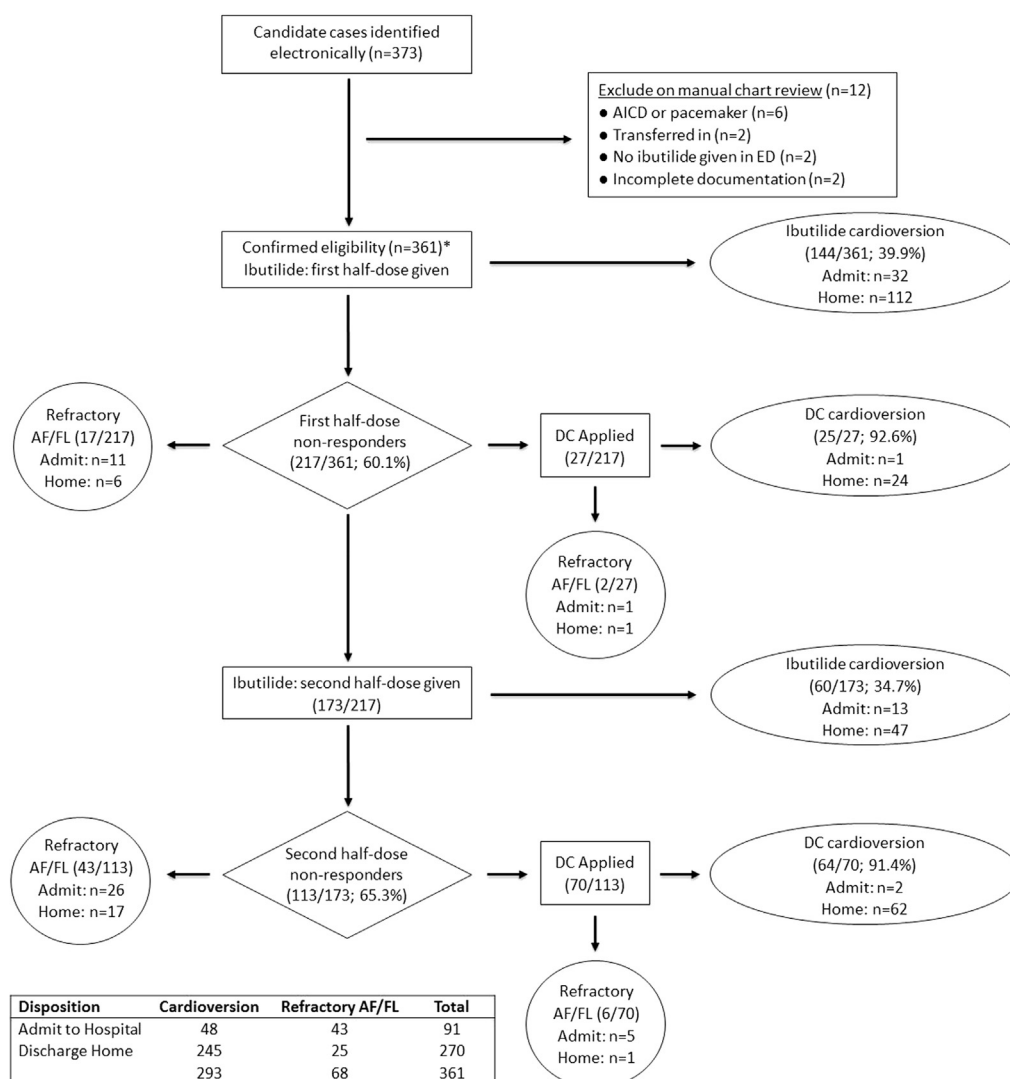 Candidate cases identified
electronically (n=373)
Exclude on manual chart review (n=12)
● AICD or pacemaker (n=6)
● Transferred in (n=2)
● No ibutilide given in ED (n=2)
● Incomplete documentation (n=2)
Confirmed eligibility (n=361)*
Ibutilide: first half-dose given
Ibutilide cardioversion
(144/361; 39.9%)
Admit: n=32
Home: n=112
Refractory
AF/FL (17/217)
Admit: n=11
Home: n=6
First half-dose
non-responders
(217/361; 60.1%)
DC Applied
(27/217)
DC cardioversion
(25/27; 92.6%)
Admit: n=1
Home: n=24
Refractory
AF/FL (2/27)
Admit: n=1
Home: n=1
Ibutilide: second half-dose given
(173/217)
Ibutilide cardioversion
(60/173; 34.7%)
Admit: n=13
Home: n=47
Refractory
AF/FL (43/113)
Admit: n=26
Home: n=17
Second half-dose
non-responders
(113/173; 65.3%)
DC Applied
(70/113)
DC cardioversion
(64/70; 91.4%)
Admit: n=2
Home: n=62
Refractory
AF/FL (6/70)
Admit: n=5
Home: n=1
Disposition Cardioversion Refractory AF/FL Total
Admit to Hospital 48 43 91
Discharge Home 245 25 270
293 68 361